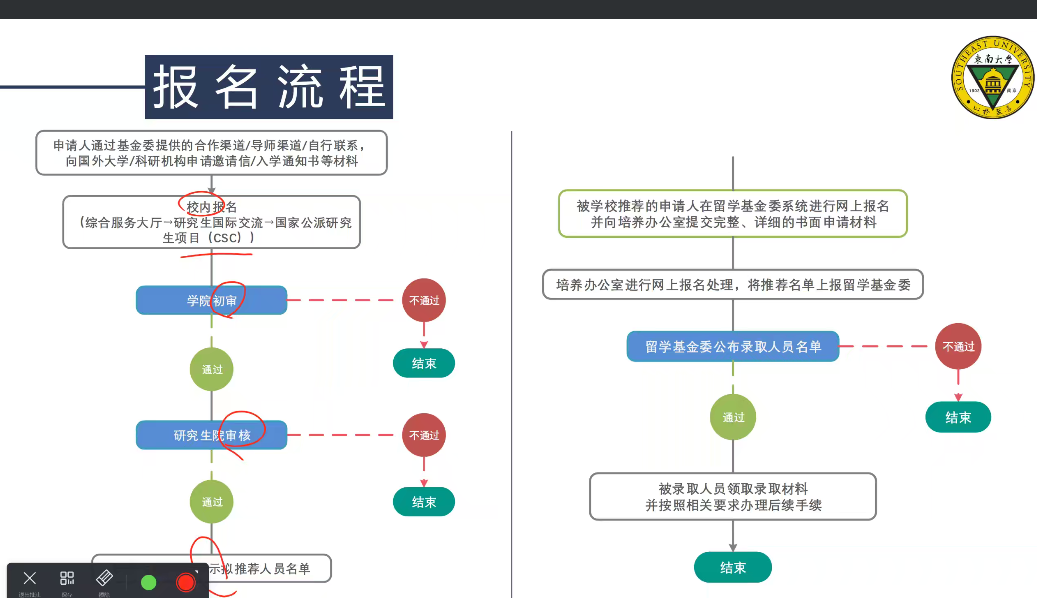 报名流程
SOUTHEAST UNIVERSITY
东南大学
1902
南京
申请人通过基金委提供的合作渠道/导师渠道/自行联系，
向国外大学/科研机构申请邀请信/入学通知书等材料
校内报名
（综合服务大厅→研究生国际交流→国家公派研究
生项目（CSC））
学院初审
不通过
结束
通过
研究生院审核
不通过
结束
通过
示拟推荐人员名单
被学校推荐的申请人在留学基金委系统进行网上报名
并向培养办公室提交完整、详细的书面申请材料
培养办公室进行网上报名处理，将推荐名单上报留学基金委
留学基金委公布录取人员名单
不通过
结束
通过
被录取人员领取录取材料
并按照相关要求办理后续手续
结束